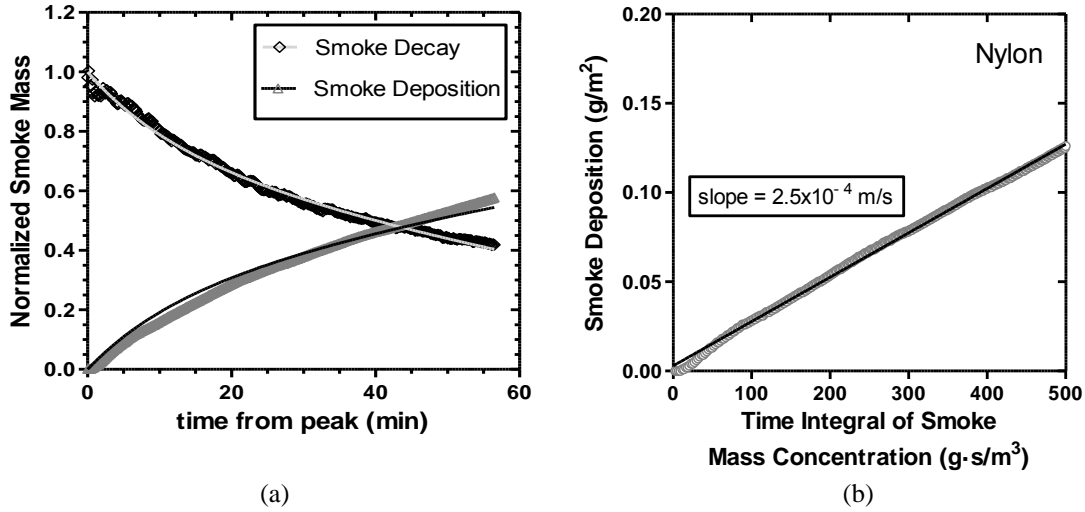 1.2
1.0
0.8
0.6
0.4
0.2
0.0
Normalized Smoke Mass
Smoke Decay
Smoke Deposition
0 20 40 60
time from peak (min)
(a)
0.20
0.15
0.10
0.05
0.00
Smoke Deposition (g/m²)
Nylon
slope = 2.5x10⁻⁴ m/s
0 100 200 300 400 500
Time Integral of Smoke
Mass Concentration (g·s/m³)
(b)